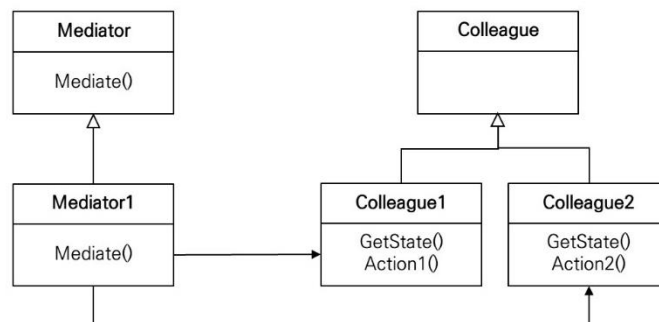 Mediator
Mediate()
Colleague
Mediator1
Mediate()
Colleague1
GetState()
Action1()
Colleague2
GetState()
Action2()